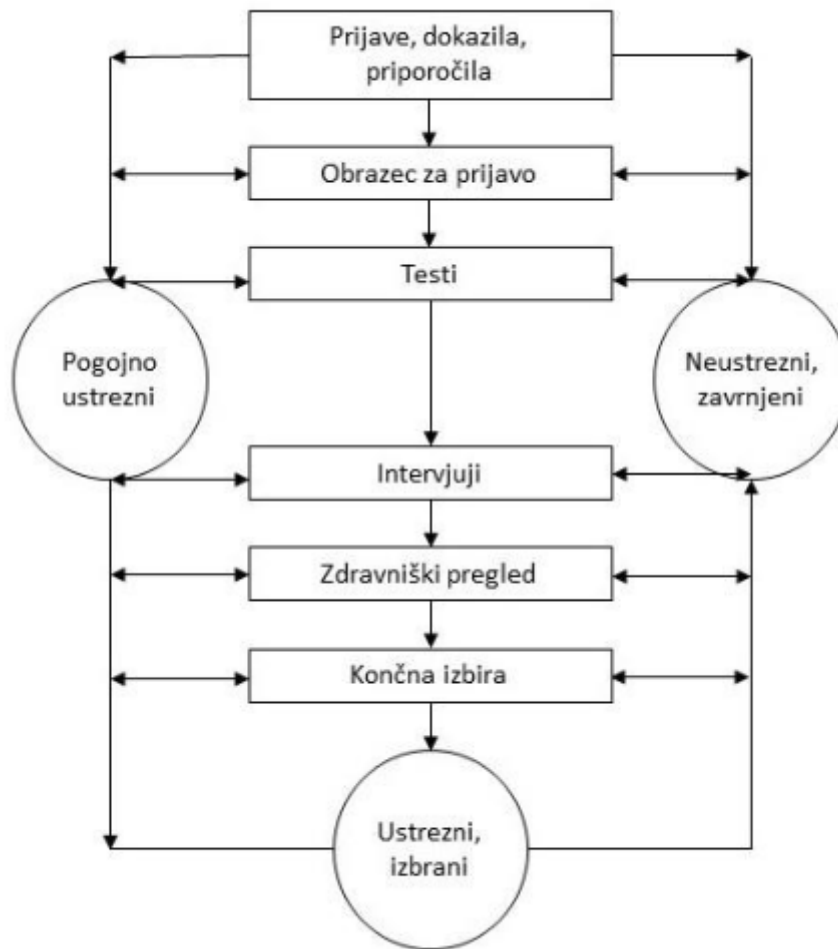 Prijave, dokazila,
priporočila
Obrazec za prijavo
Testi
Pogojno
ustrezni
Neustrezni,
zavrnjeni
Intervjuji
Zdravniški pregled
Končna izbira
Ustrezni,
izbrani